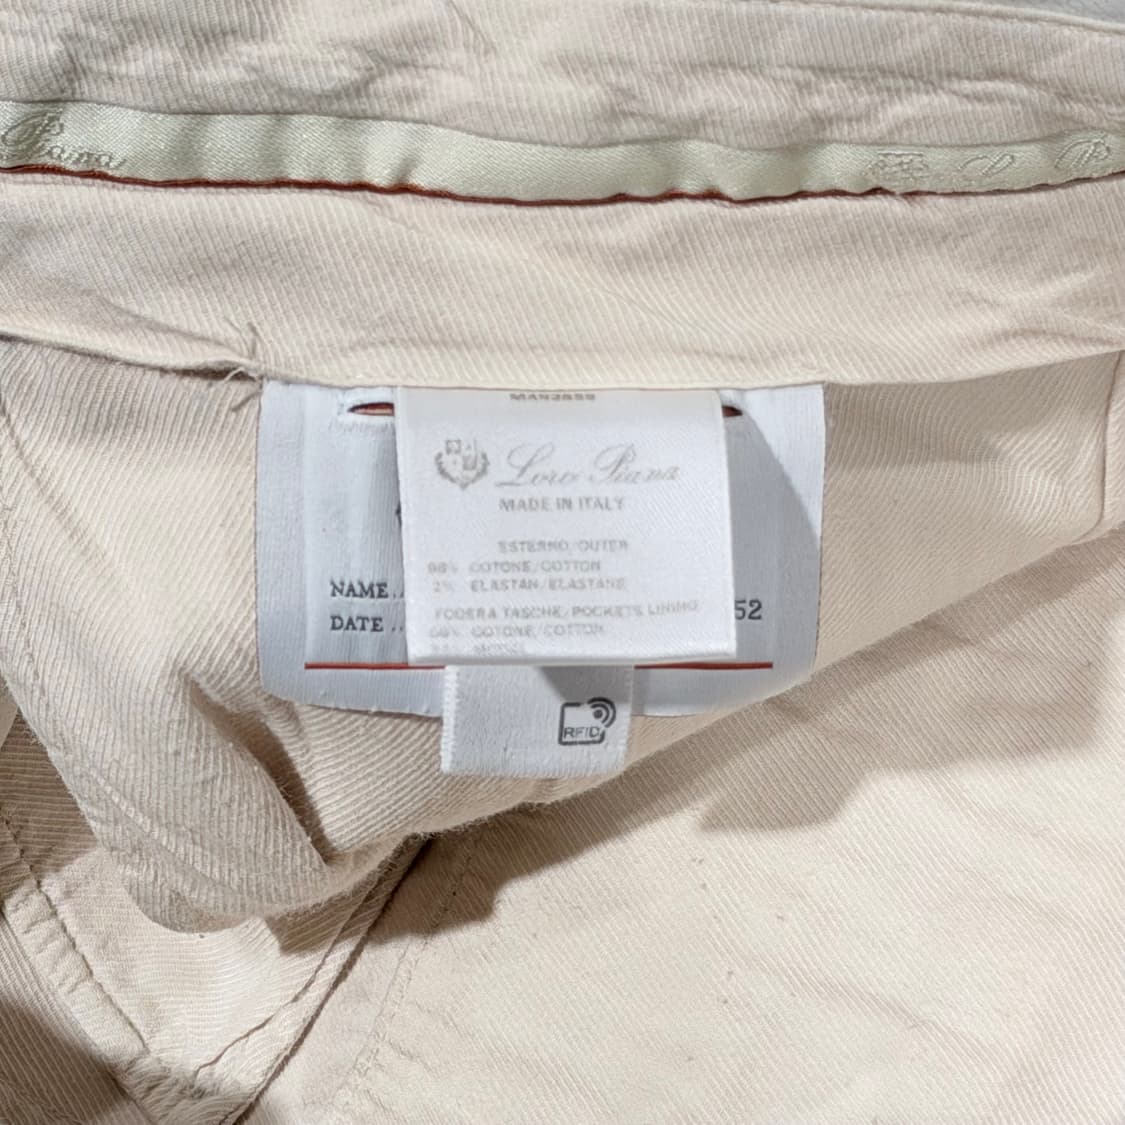 Piana
MAN2859
Loro Piana
MADE IN ITALY
ESTERNO/OUTER
98% COTONE/COTTON
2% ELASTAN/ELASTANE
FODERA TASCHE/POCKETS LINING
COTONE/COTTON
NAME..
DATE ..
52
RFID